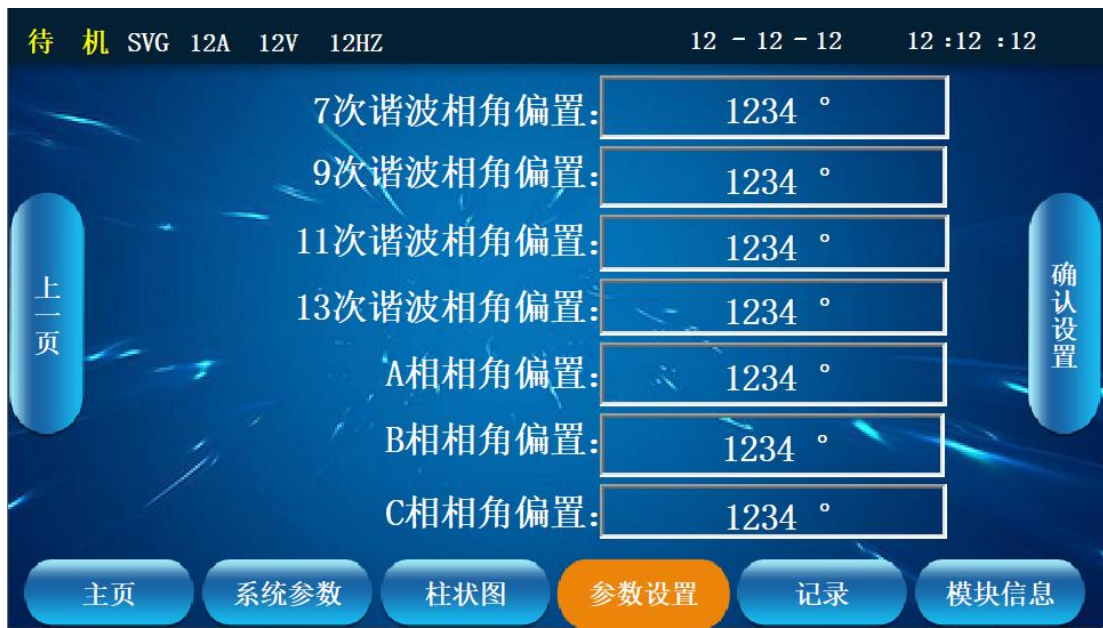 待 机 SVG 12A 12V 12HZ 12 - 12 - 12 12 :12 :12
7次谐波相角偏置: 1234 °
9次谐波相角偏置: 1234 °
11次谐波相角偏置: 1234 °
13次谐波相角偏置: 1234 °
A相相角偏置: 1234 °
B相相角偏置: 1234 °
C相相角偏置: 1234 °
上一页
确认设置
主页 系统参数 柱状图 参数设置 记录 模块信息